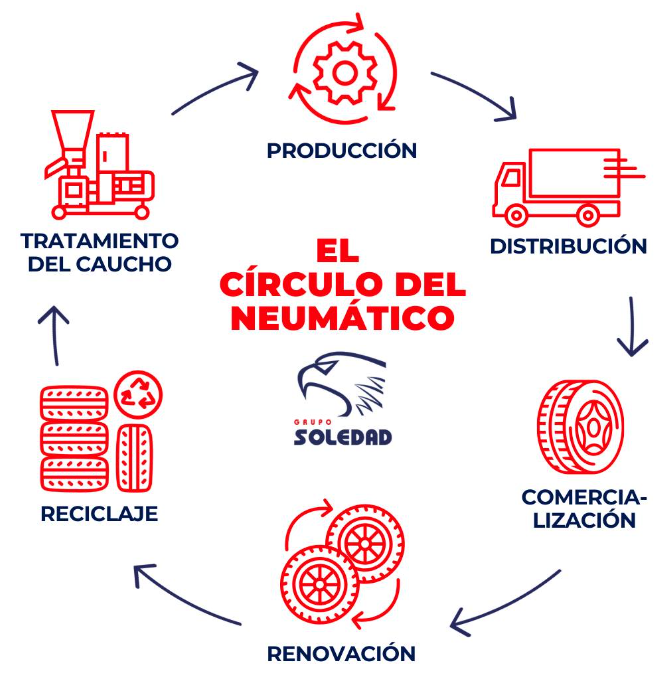 PRODUCCIÓN
DISTRIBUCIÓN
TRATAMIENTO
DEL CAUCHO
EL
CÍRCULO DEL
NEUMÁTICO
GRUPO
SOLEDAD
COMERCIA-
LIZACIÓN
RECICLAJE
RENOVACIÓN